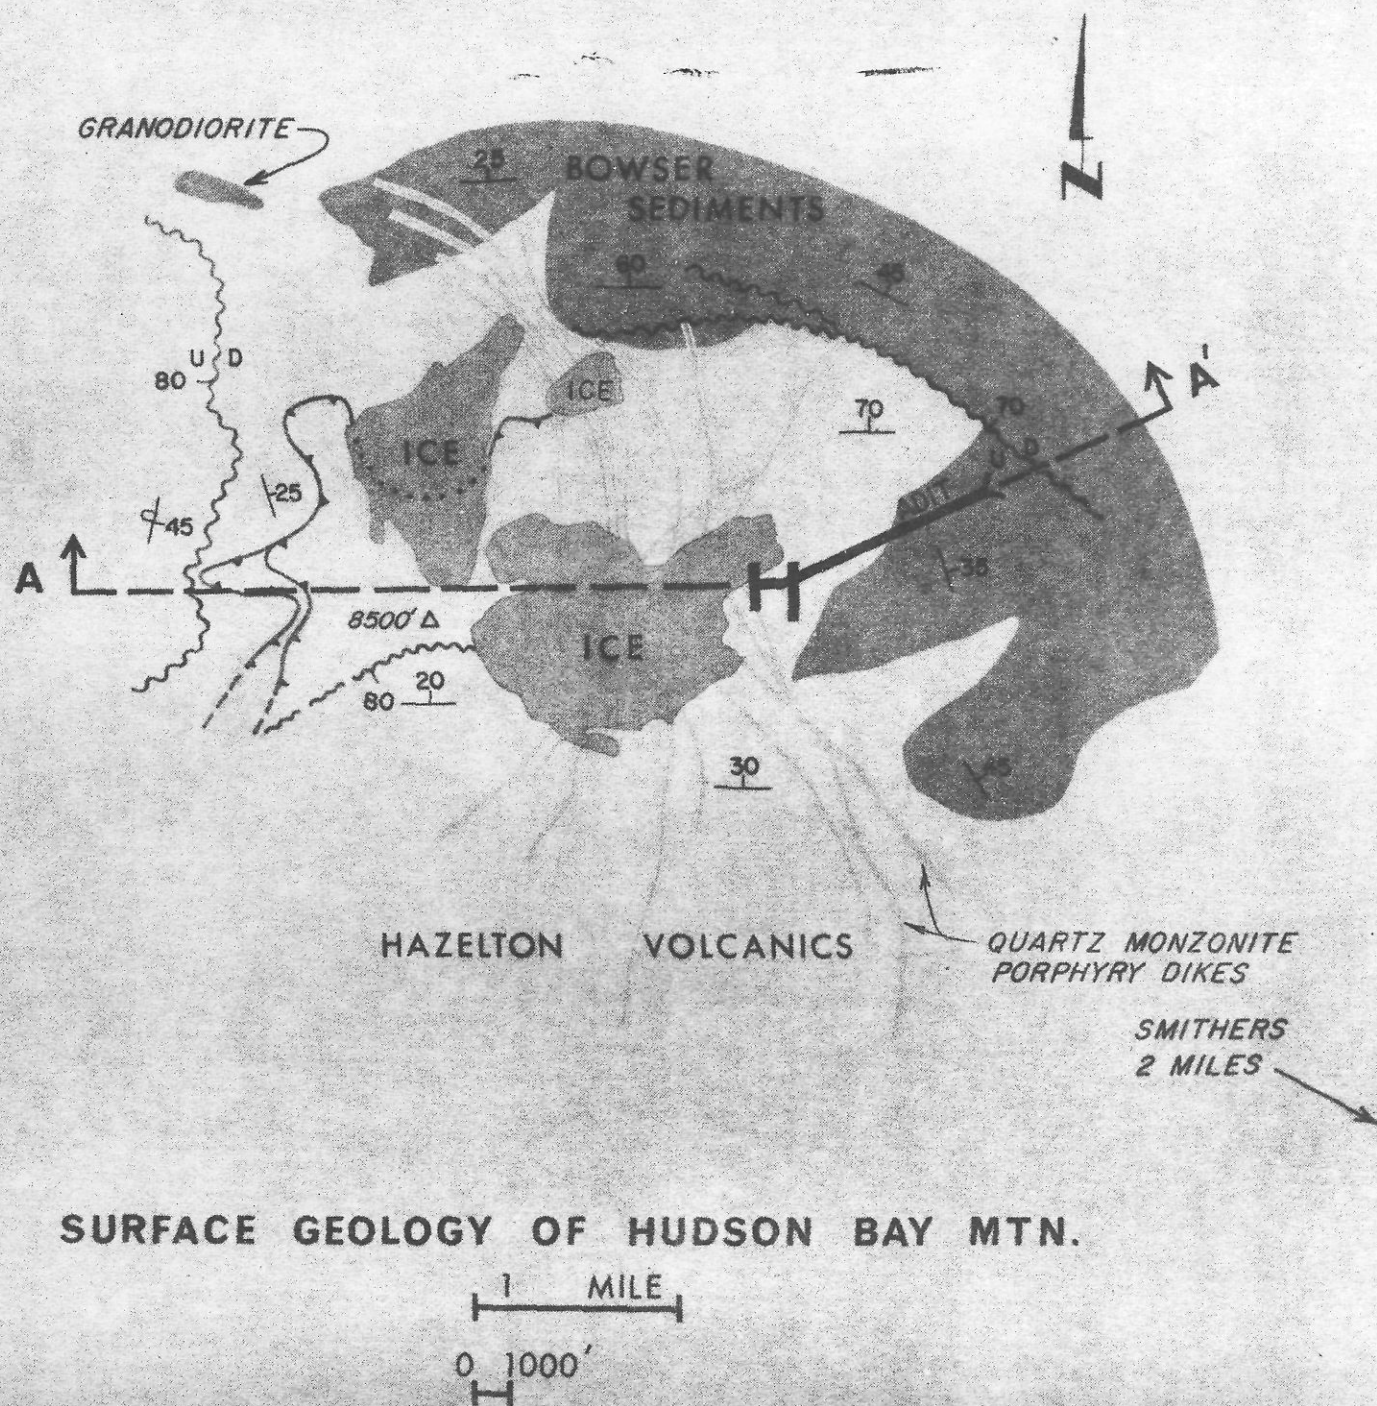 GRANODIORITE
25
BOWSER
SEDIMENTS
N
60
45
U D
80
ICE
A'
70
70
ICE
U D
25
ADIT
45
A
35
8500' Δ
ICE
20
80
30
45
HAZELTON VOLCANICS
QUARTZ MONZONITE
PORPHYRY DIKES
SMITHERS
2 MILES
SURFACE GEOLOGY OF HUDSON BAY MTN.
1 MILE
0 1000'